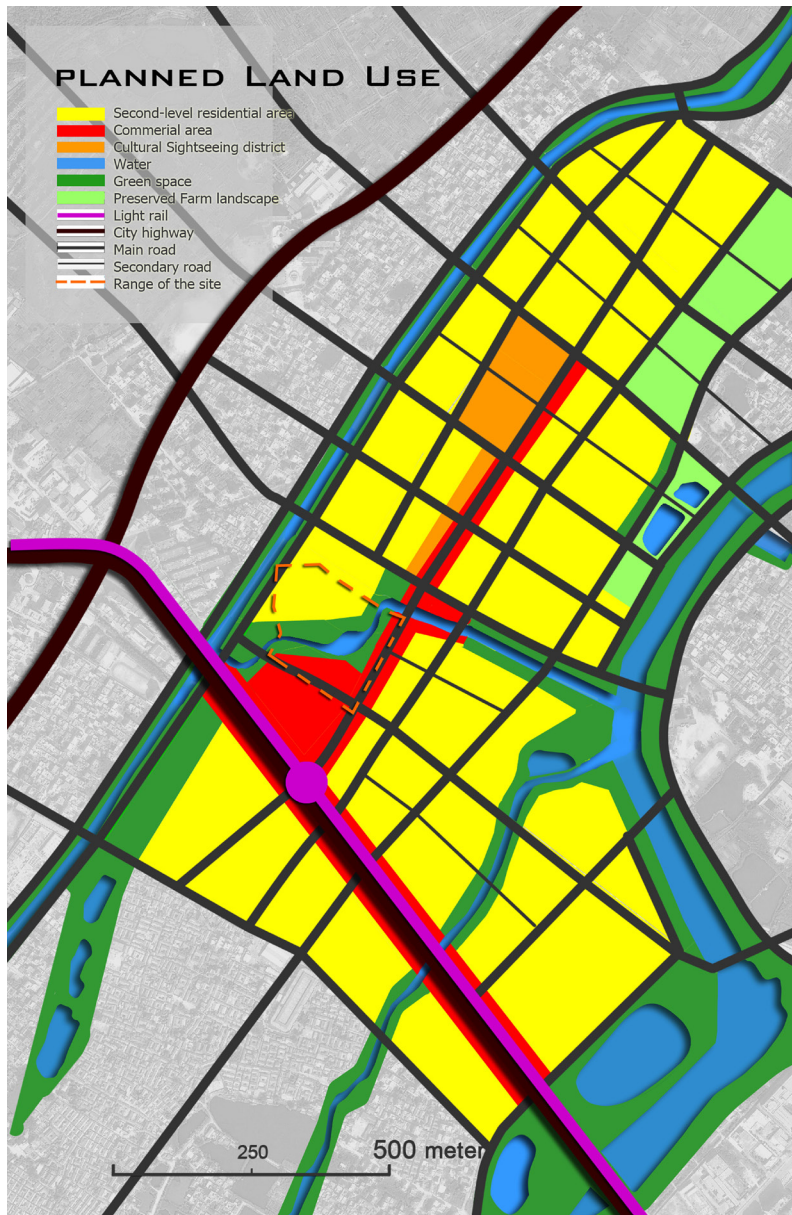 PLANNED LAND USE
Second-level residential area
Commerial area
Cultural Sightseeing district
Water
Green space
Preserved Farm landscape
Light rail
City highway
Main road
Secondary road
Range of the site
250
500 meter